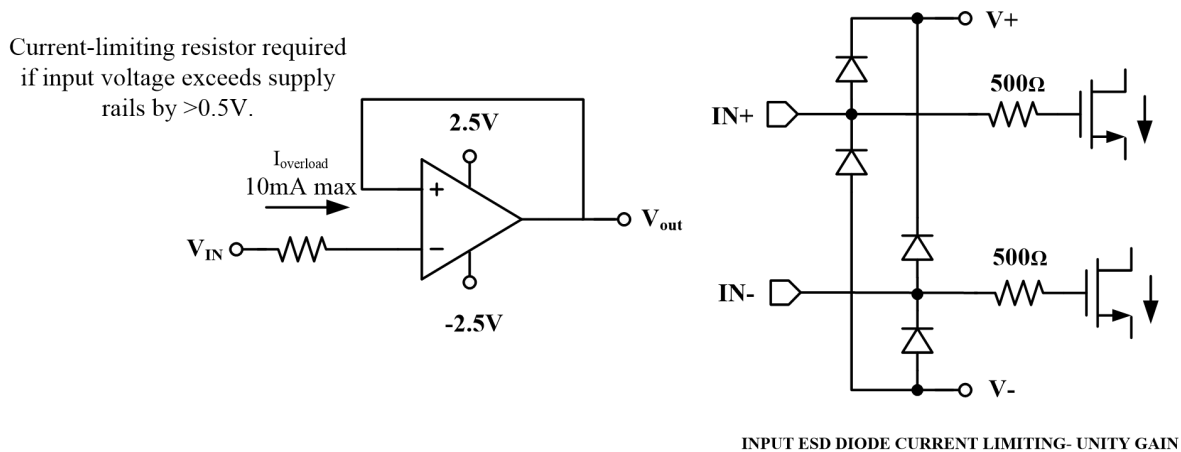 Current-limiting resistor required
if input voltage exceeds supply
rails by >0.5V.
2.5V
I overload
10mA max
+
V IN
−
V out
-2.5V
V+
500Ω
IN+
500Ω
IN-
V-
INPUT ESD DIODE CURRENT LIMITING- UNITY GAIN